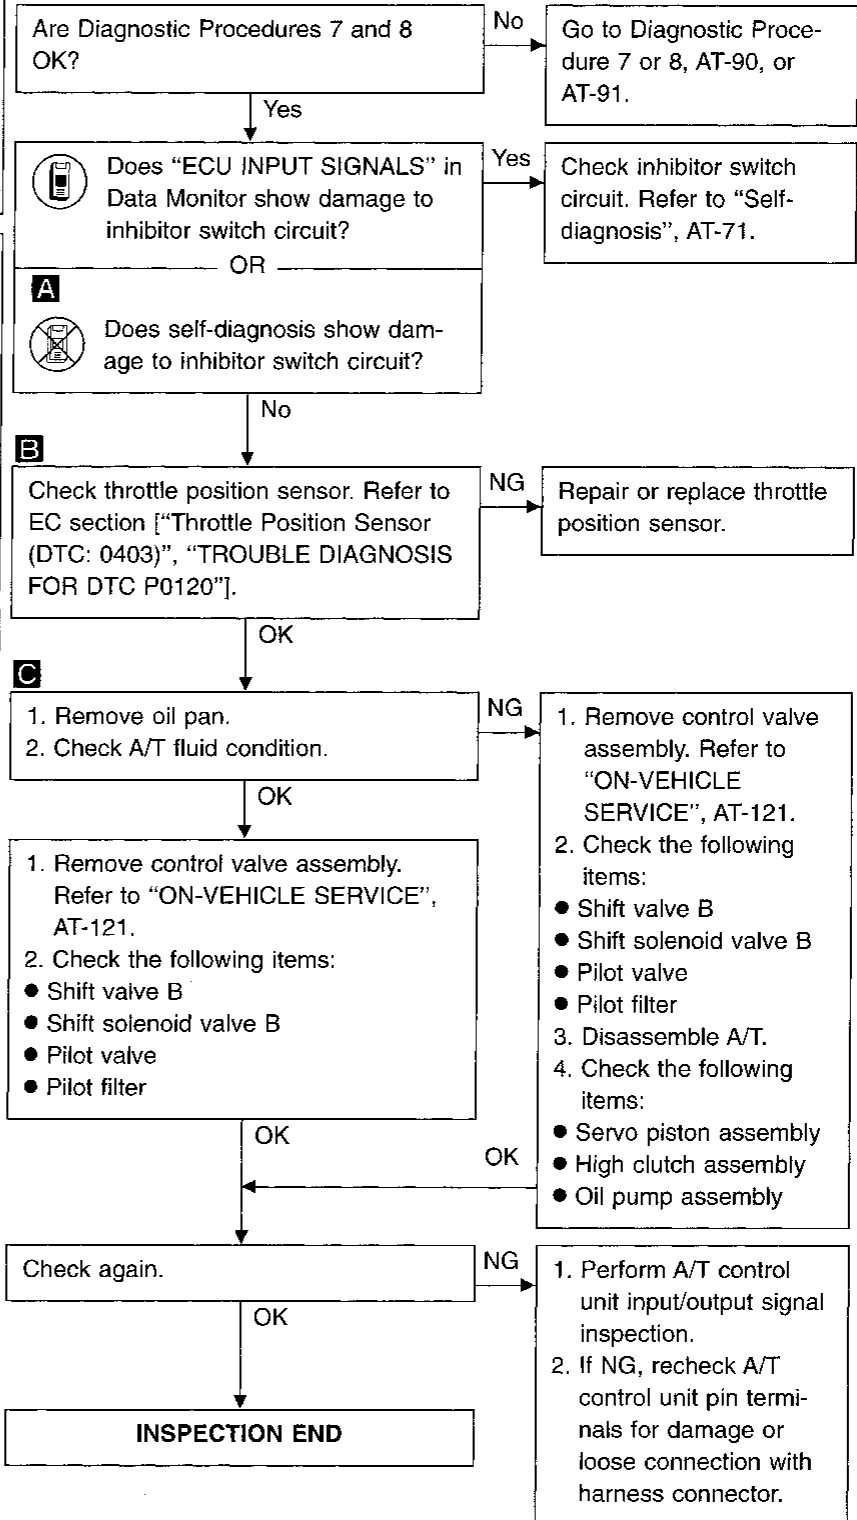 Are Diagnostic Procedures 7 and 8
OK?
No
Go to Diagnostic Proce-
dure 7 or 8, AT-90, or
AT-91.
Yes
Does “ECU INPUT SIGNALS” in
Data Monitor show damage to
inhibitor switch circuit?
Yes
Check inhibitor switch
circuit. Refer to “Self-
diagnosis”, AT-71.
OR
A
Does self-diagnosis show dam-
age to inhibitor switch circuit?
No
B
Check throttle position sensor. Refer to
EC section [“Throttle Position Sensor
(DTC: 0403)”, “TROUBLE DIAGNOSIS
FOR DTC P0120”].
NG
Repair or replace throttle
position sensor.
OK
C
1. Remove oil pan.
2. Check A/T fluid condition.
NG
1. Remove control valve
assembly. Refer to
“ON-VEHICLE
SERVICE”, AT-121.
2. Check the following
items:
● Shift valve B
● Shift solenoid valve B
● Pilot valve
● Pilot filter
3. Disassemble A/T.
4. Check the following
items:
● Servo piston assembly
● High clutch assembly
● Oil pump assembly
OK
1. Remove control valve assembly.
Refer to “ON-VEHICLE SERVICE”,
AT-121.
2. Check the following items:
● Shift valve B
● Shift solenoid valve B
● Pilot valve
● Pilot filter
OK
OK
Check again.
NG
1. Perform A/T control
unit input/output signal
inspection.
2. If NG, recheck A/T
control unit pin termi-
nals for damage or
loose connection with
harness connector.
OK
INSPECTION END